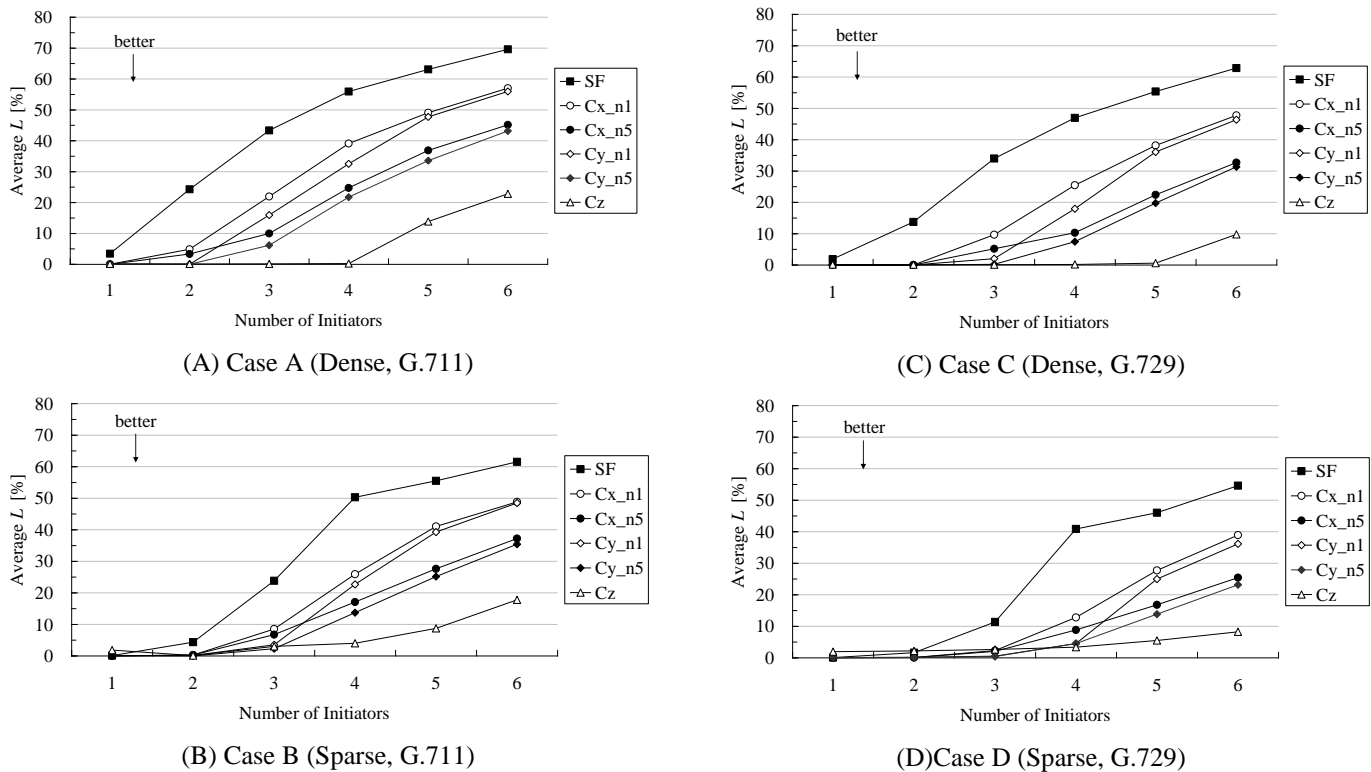 80
70
60
50
40
30
20
10
0
Average L [%]
better
1 2 3 4 5 6
Number of Initiators
SF
Cx_n1
Cx_n5
Cy_n1
Cy_n5
Cz
(A) Case A (Dense, G.711)
80
70
60
50
40
30
20
10
0
Average L [%]
better
1 2 3 4 5 6
Number of Initiators
SF
Cx_n1
Cx_n5
Cy_n1
Cy_n5
Cz
(C) Case C (Dense, G.729)
80
70
60
50
40
30
20
10
0
Average L [%]
better
1 2 3 4 5 6
Number of Initiators
SF
Cx_n1
Cx_n5
Cy_n1
Cy_n5
Cz
(B) Case B (Sparse, G.711)
80
70
60
50
40
30
20
10
0
Average L [%]
better
1 2 3 4 5 6
Number of Initiators
SF
Cx_n1
Cx_n5
Cy_n1
Cy_n5
Cz
(D)Case D (Sparse, G.729)